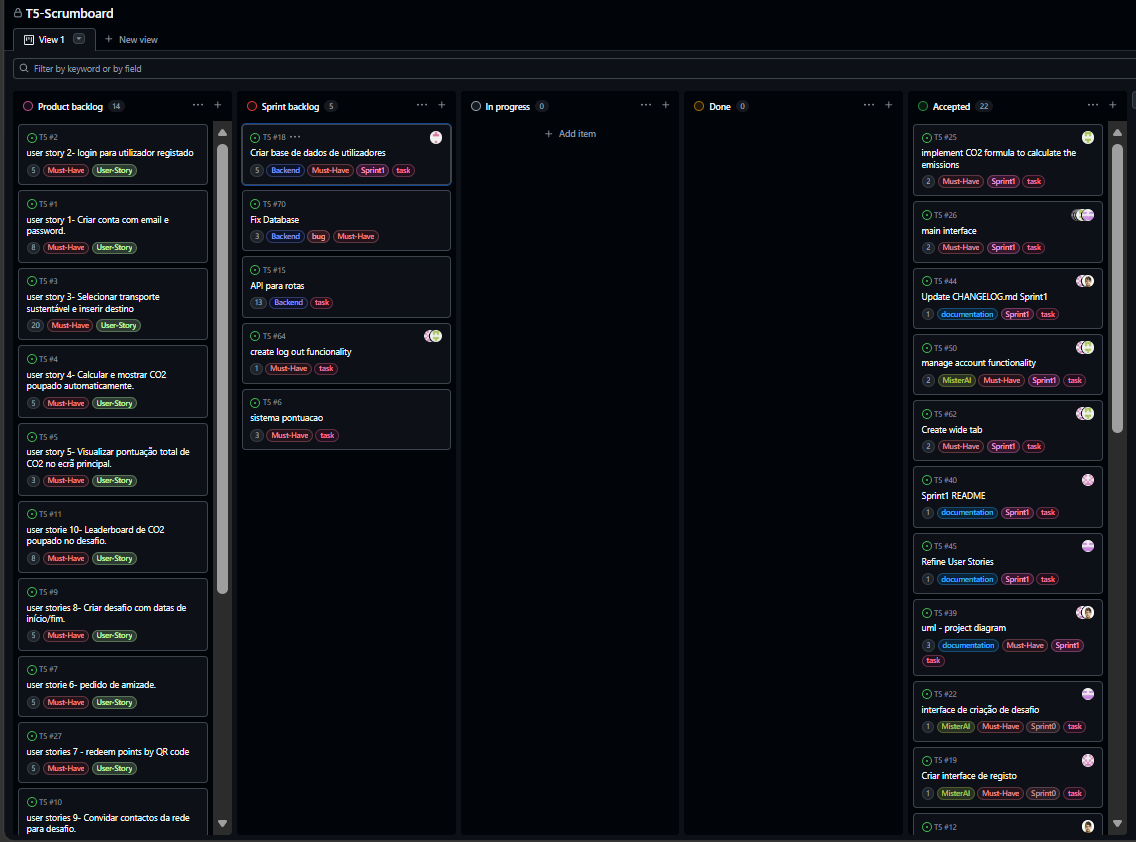 T5-Scrumboard
View 1
New view
Filter by keyword or by field
Product backlog 14
T5 #2
user story 2- login para utilizador registado
5 Must-Have User-Story
T5 #1
user story 1- Criar conta com email e
password.
8 Must-Have User-Story
T5 #3
user story 3- Selecionar transporte
sustentável e inserir destino
20 Must-Have User-Story
T5 #4
user story 4- Calcular e mostrar CO2
poupado automaticamente.
5 Must-Have User-Story
T5 #5
user story 5- Visualizar pontuação total de
CO2 no ecrã principal.
3 Must-Have User-Story
T5 #11
user storie 10- Leaderboard de CO2
poupado no desafio.
8 Must-Have User-Story
T5 #9
user stories 8- Criar desafio com datas de
início/fim.
5 Must-Have User-Story
T5 #7
user storie 6- pedido de amizade.
5 Must-Have User-Story
T5 #27
user stories 7 - redeem points by QR code
5 Must-Have User-Story
T5 #10
user stories 9- Convidar contactos da rede
para desafio.
Sprint backlog 5
T5 #18
Criar base de dados de utilizadores
5 Backend Must-Have Sprint1 task
T5 #70
Fix Database
3 Backend bug Must-Have
T5 #15
API para rotas
13 Backend task
T5 #64
create log out funcionality
1 Must-Have task
T5 #6
sistema pontuacao
3 Must-Have task
In progress 0
Add item
Done 0
Accepted 22
T5 #25
implement CO2 formula to calculate the
emissions
2 Must-Have Sprint1 task
T5 #26
main interface
2 Must-Have Sprint1 task
T5 #44
Update CHANGELOG.md Sprint1
1 documentation Sprint1 task
T5 #50
manage account functionality
2 MisterAI Must-Have Sprint1 task
T5 #62
Create wide tab
2 Must-Have Sprint1 task
T5 #40
Sprint1 README
1 documentation Sprint1 task
T5 #45
Refine User Stories
1 documentation Sprint1 task
T5 #39
uml - project diagram
3 documentation Must-Have Sprint1
task
T5 #22
interface de criação de desafio
1 MisterAI Must-Have Sprint0 task
T5 #19
Criar interface de registo
1 MisterAI Must-Have Sprint0 task
T5 #12